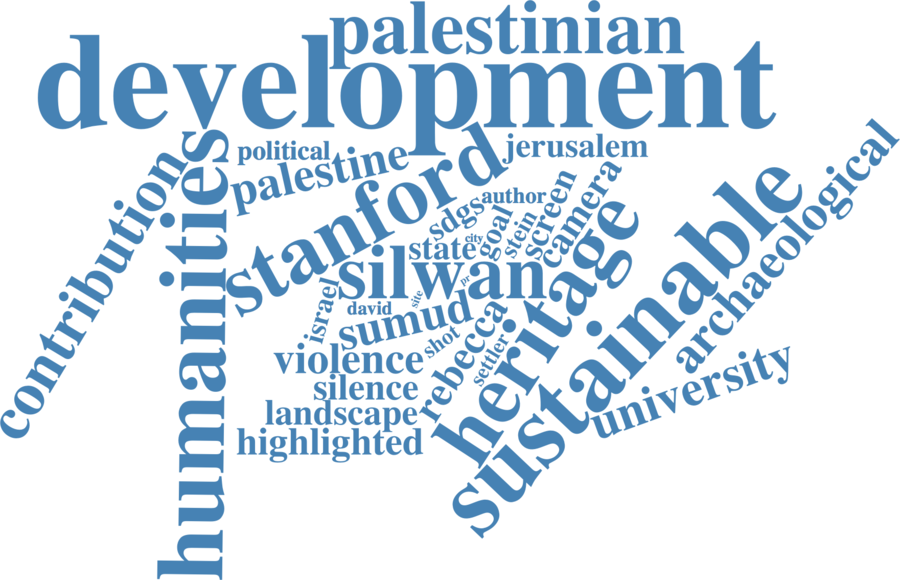 palestinian
development
political
palestine
jerusalem
contribution
humanities
stanford
sdgs
author
goal
stein
screen
camera
state
city
silwan
pr
site
israel
david
sumud
shot
settler
rebecca
heritage
sustainable
archaeological
university
violence
silence
landscape
highlighted